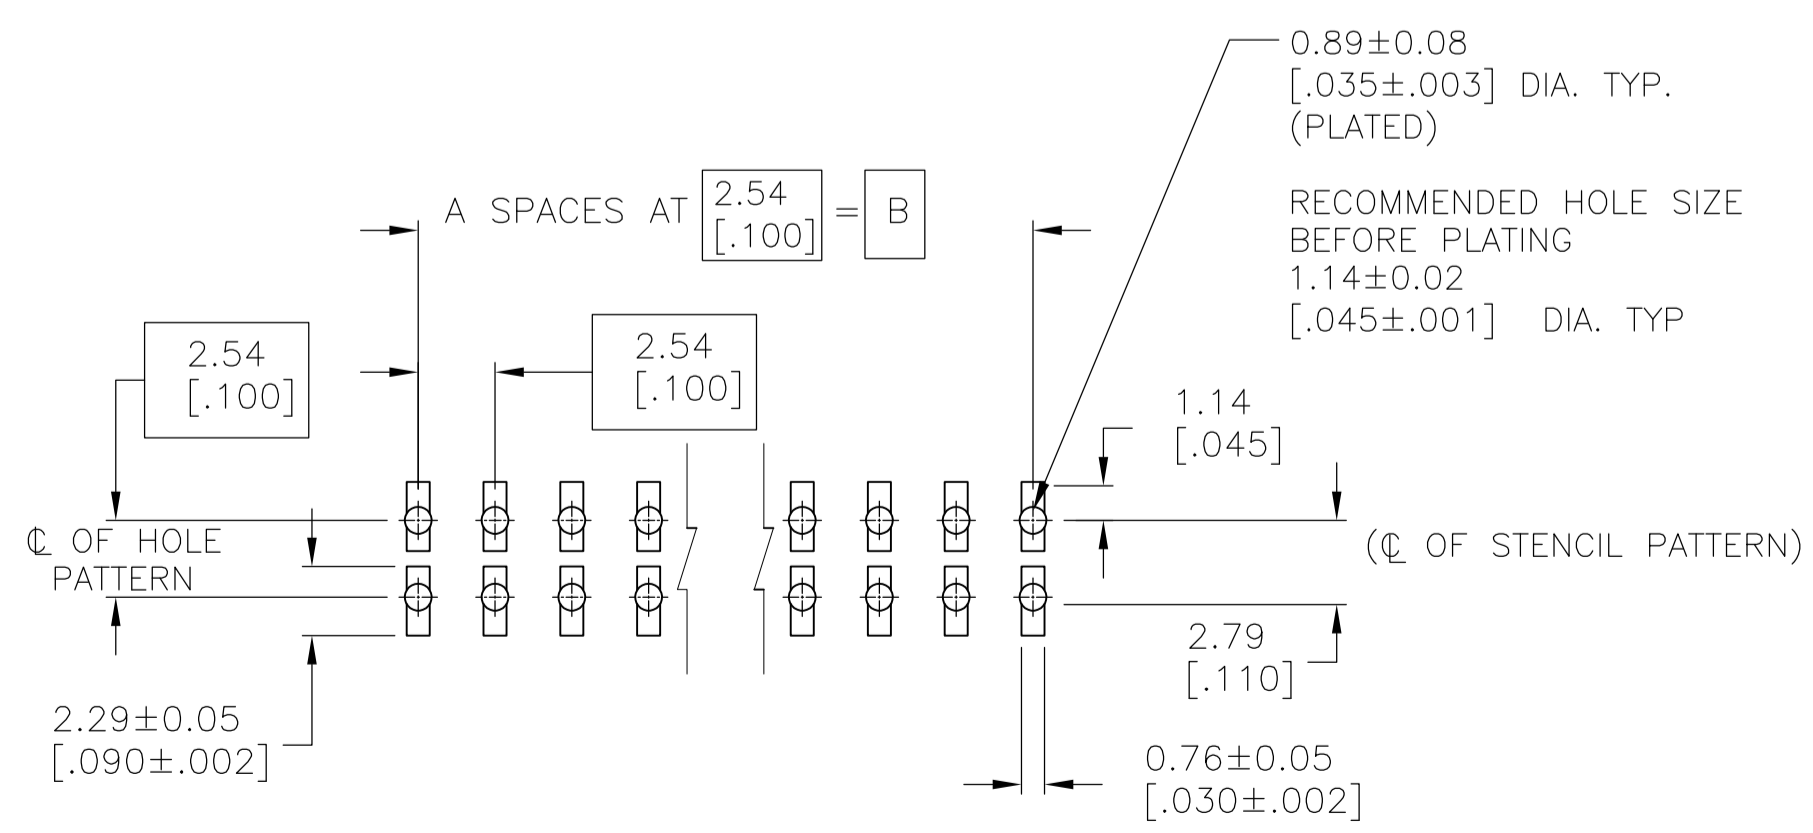 0.89±0.08
[.035±.003] DIA. TYP.
(PLATED)
RECOMMENDED HOLE SIZE
BEFORE PLATING
1.14±0.02
[.045±.001] DIA. TYP
A SPACES AT 2.54 [.100] = B
2.54
[.100]
2.54
[.100]
1.14
[.045]
℄ OF HOLE
PATTERN
(℄ OF STENCIL PATTERN)
2.79
[.110]
2.29±0.05
[.090±.002]
0.76±0.05
[.030±.002]